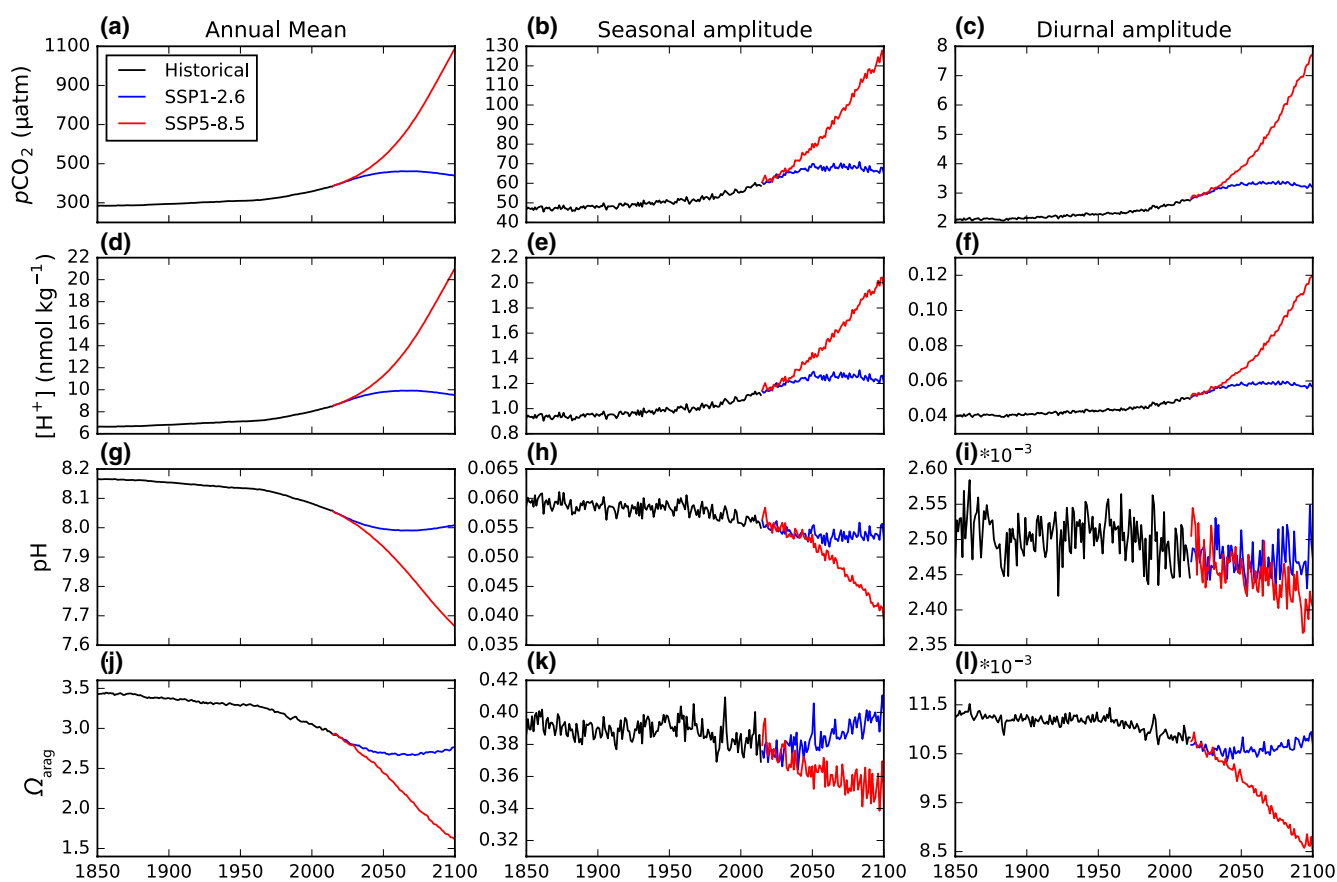 (a) Annual Mean (b) Seasonal amplitude (c) Diurnal amplitude
1100 900 700 500 300
pCO2 (µatm)
Historical
SSP1-2.6
SSP5-8.5
130 120 110 100 90 80 70 60 50 40
8 7 6 5 4 3 2
(d) (e) (f)
22 20 18 16 14 12 10 8 6
[H+] (nmol kg−1)
2.2 2.0 1.8 1.6 1.4 1.2 1.0 0.8
0.12 0.10 0.08 0.06 0.04
(g) (h) (i) *10−3
8.2 8.1 8.0 7.9 7.8 7.7 7.6
pH
0.065 0.060 0.055 0.050 0.045 0.040 0.035
2.60 2.55 2.50 2.45 2.40 2.35
(j) (k) (l) *10−3
3.5 3.0 2.5 2.0 1.5
Ωarag
0.42 0.40 0.38 0.36 0.34 0.32
11.5 10.5 9.5 8.5
1850 1900 1950 2000 2050 2100 1850 1900 1950 2000 2050 2100 1850 1900 1950 2000 2050 2100